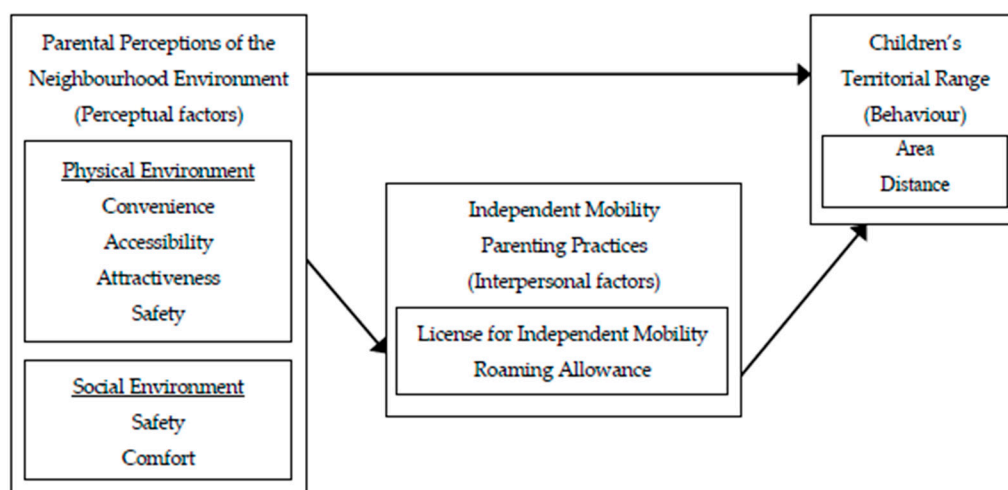 Parental Perceptions of the
Neighbourhood Environment
(Perceptual factors)
Physical Environment
Convenience
Accessibility
Attractiveness
Safety
Social Environment
Safety
Comfort
Independent Mobility
Parenting Practices
(Interpersonal factors)
License for Independent Mobility
Roaming Allowance
Children's
Territorial Range
(Behaviour)
Area
Distance